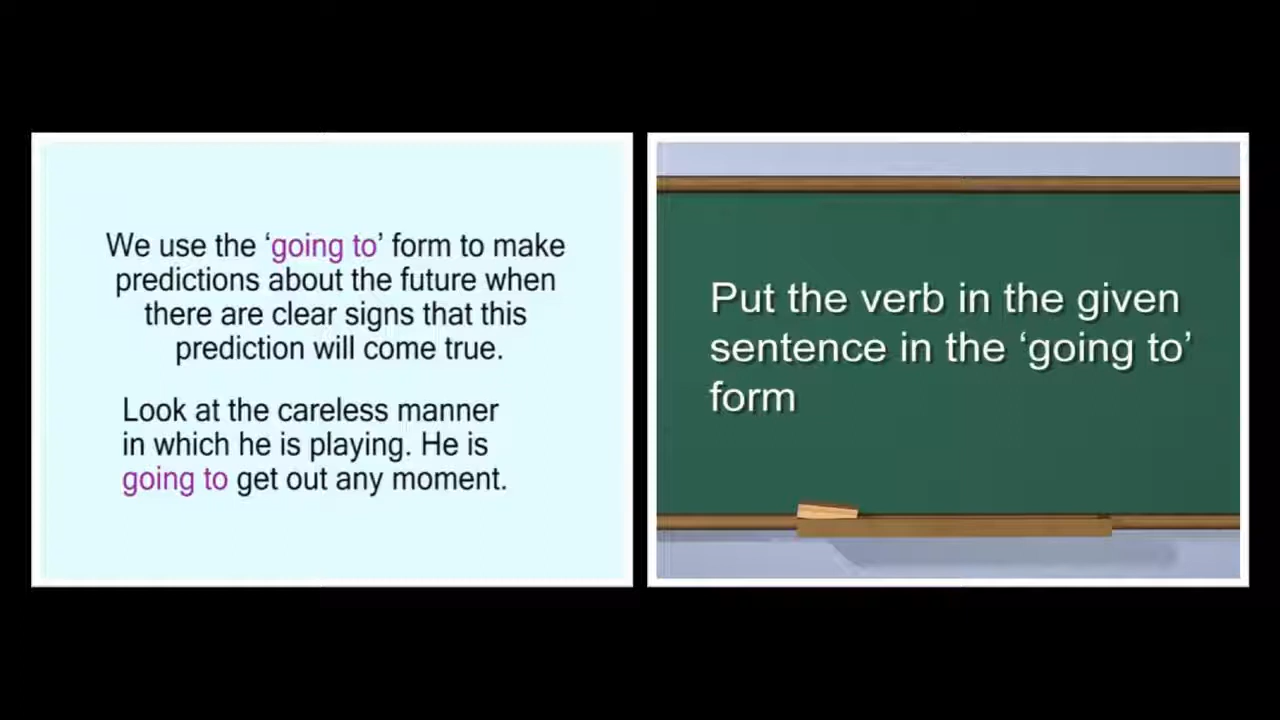 We use the ‘going to’ form to make
predictions about the future when
there are clear signs that this
prediction will come true.
Look at the careless manner
in which he is playing. He is
going to get out any moment.
Put the verb in the given
sentence in the ‘going to’
form